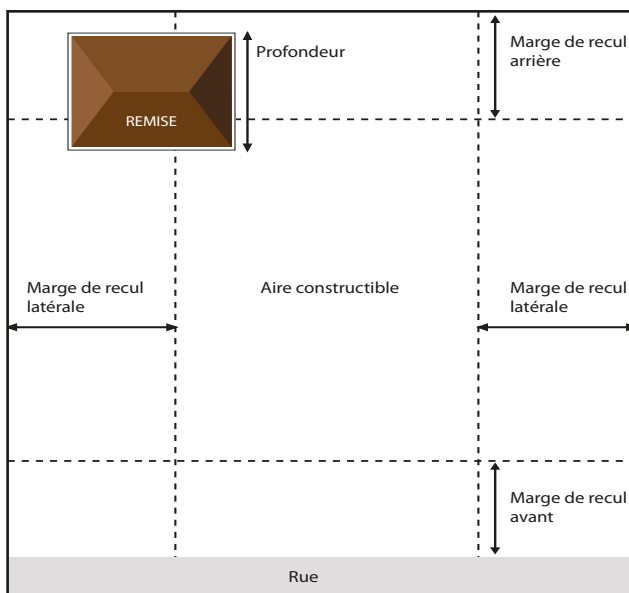 Marge de recul
arrière
Profondeur
REMISE
Marge de recul
latérale
Aire constructible
Marge de recul
latérale
Marge de recul
avant
Rue